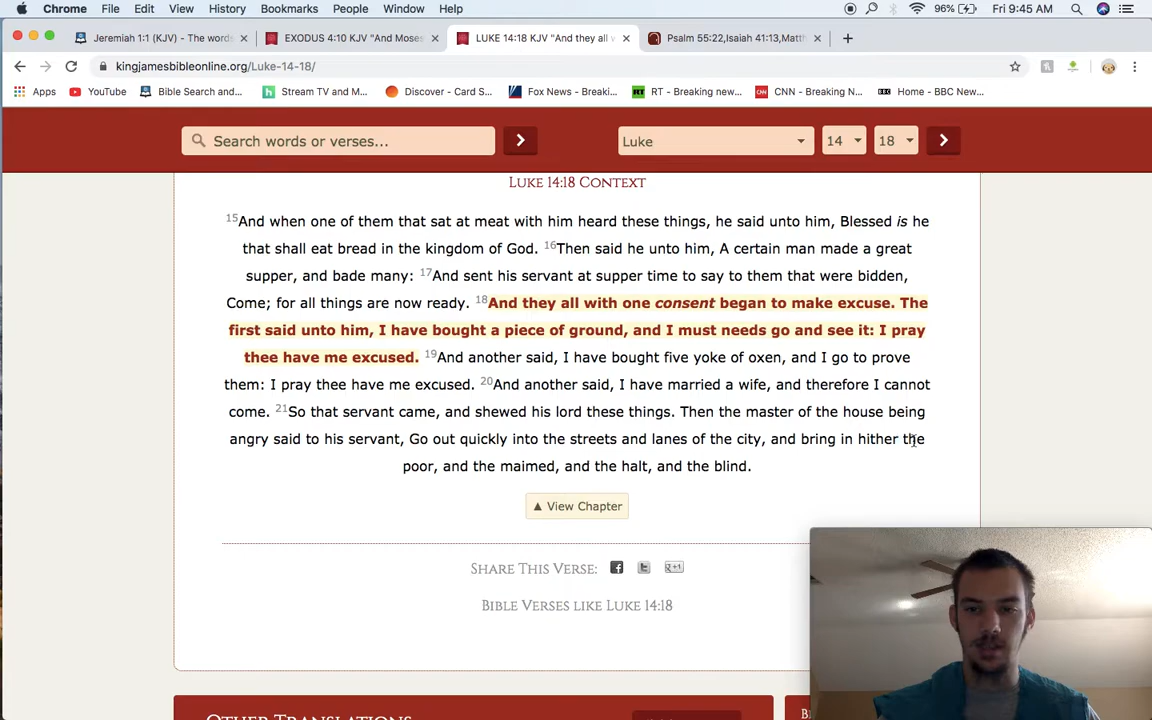 Chrome File Edit View History Bookmarks People Window Help 96% Fri 9:45 AM
Jeremiah 1:1 (KJV) - The words × EXODUS 4:10 KJV "And Moses × LUKE 14:18 KJV "And they all w × Psalm 55:22,Isaiah 41:13,Matth × +
kingjamesbibleonline.org/Luke-14-18/
Apps YouTube Bible Search and... Stream TV and M... Discover - Card S... Fox News - Breaki... RT - Breaking new... CNN - Breaking N... Home - BBC New...
Search words or verses... Luke 14 18
LUKE 14:18 CONTEXT
15And when one of them that sat at meat with him heard these things, he said unto him, Blessed is he
that shall eat bread in the kingdom of God. 16Then said he unto him, A certain man made a great
supper, and bade many: 17And sent his servant at supper time to say to them that were bidden,
Come; for all things are now ready. 18And they all with one consent began to make excuse. The
first said unto him, I have bought a piece of ground, and I must needs go and see it: I pray
thee have me excused. 19And another said, I have bought five yoke of oxen, and I go to prove
them: I pray thee have me excused. 20And another said, I have married a wife, and therefore I cannot
come. 21So that servant came, and shewed his lord these things. Then the master of the house being
angry said to his servant, Go out quickly into the streets and lanes of the city, and bring in hither the
poor, and the maimed, and the halt, and the blind.
▲ View Chapter
SHARE THIS VERSE: g+1
BIBLE VERSES LIKE LUKE 14:18
OTHER TRANSLATIONS